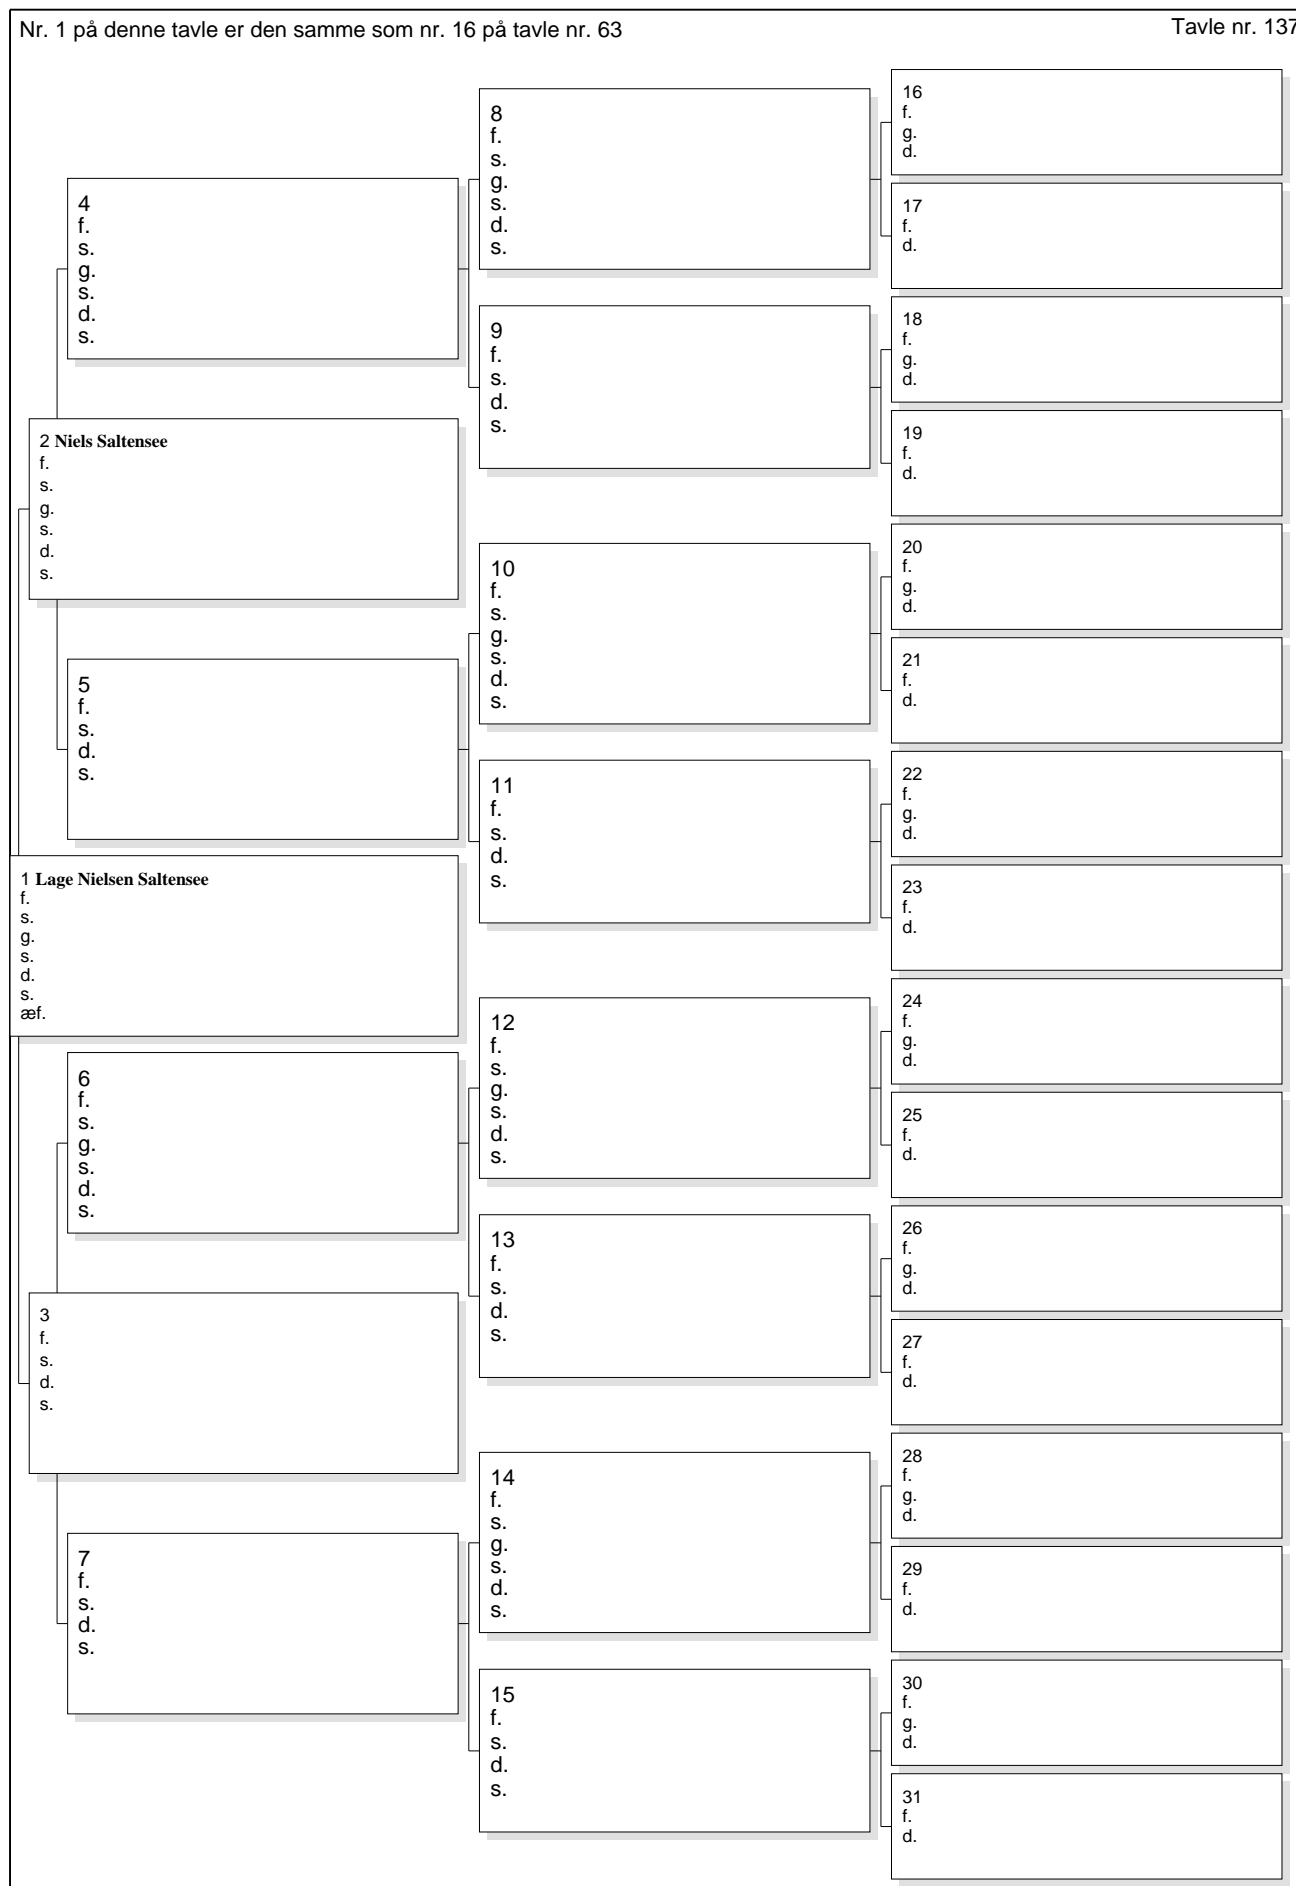 Nr. 1 på denne tavle er den samme som nr. 16 på tavle nr. 63
Tavle nr. 137
4
f.
s.
g.
s.
d.
s.
2 Niels Saltensee
f.
s.
g.
s.
d.
s.
5
f.
s.
d.
s.
1 Lage Nielsen Saltensee
f.
s.
g.
s.
d.
s.
æf.
6
f.
s.
g.
s.
d.
s.
3
f.
s.
d.
s.
7
f.
s.
d.
s.
8
f.
s.
g.
s.
d.
s.
9
f.
s.
d.
s.
10
f.
s.
g.
s.
d.
s.
11
f.
s.
d.
s.
12
f.
s.
g.
s.
d.
s.
13
f.
s.
d.
s.
14
f.
s.
g.
s.
d.
s.
15
f.
s.
d.
s.
16
f.
g.
d.
17
f.
d.
18
f.
g.
d.
19
f.
d.
20
f.
g.
d.
21
f.
d.
22
f.
g.
d.
23
f.
d.
24
f.
g.
d.
25
f.
d.
26
f.
g.
d.
27
f.
d.
28
f.
g.
d.
29
f.
d.
30
f.
g.
d.
31
f.
d.